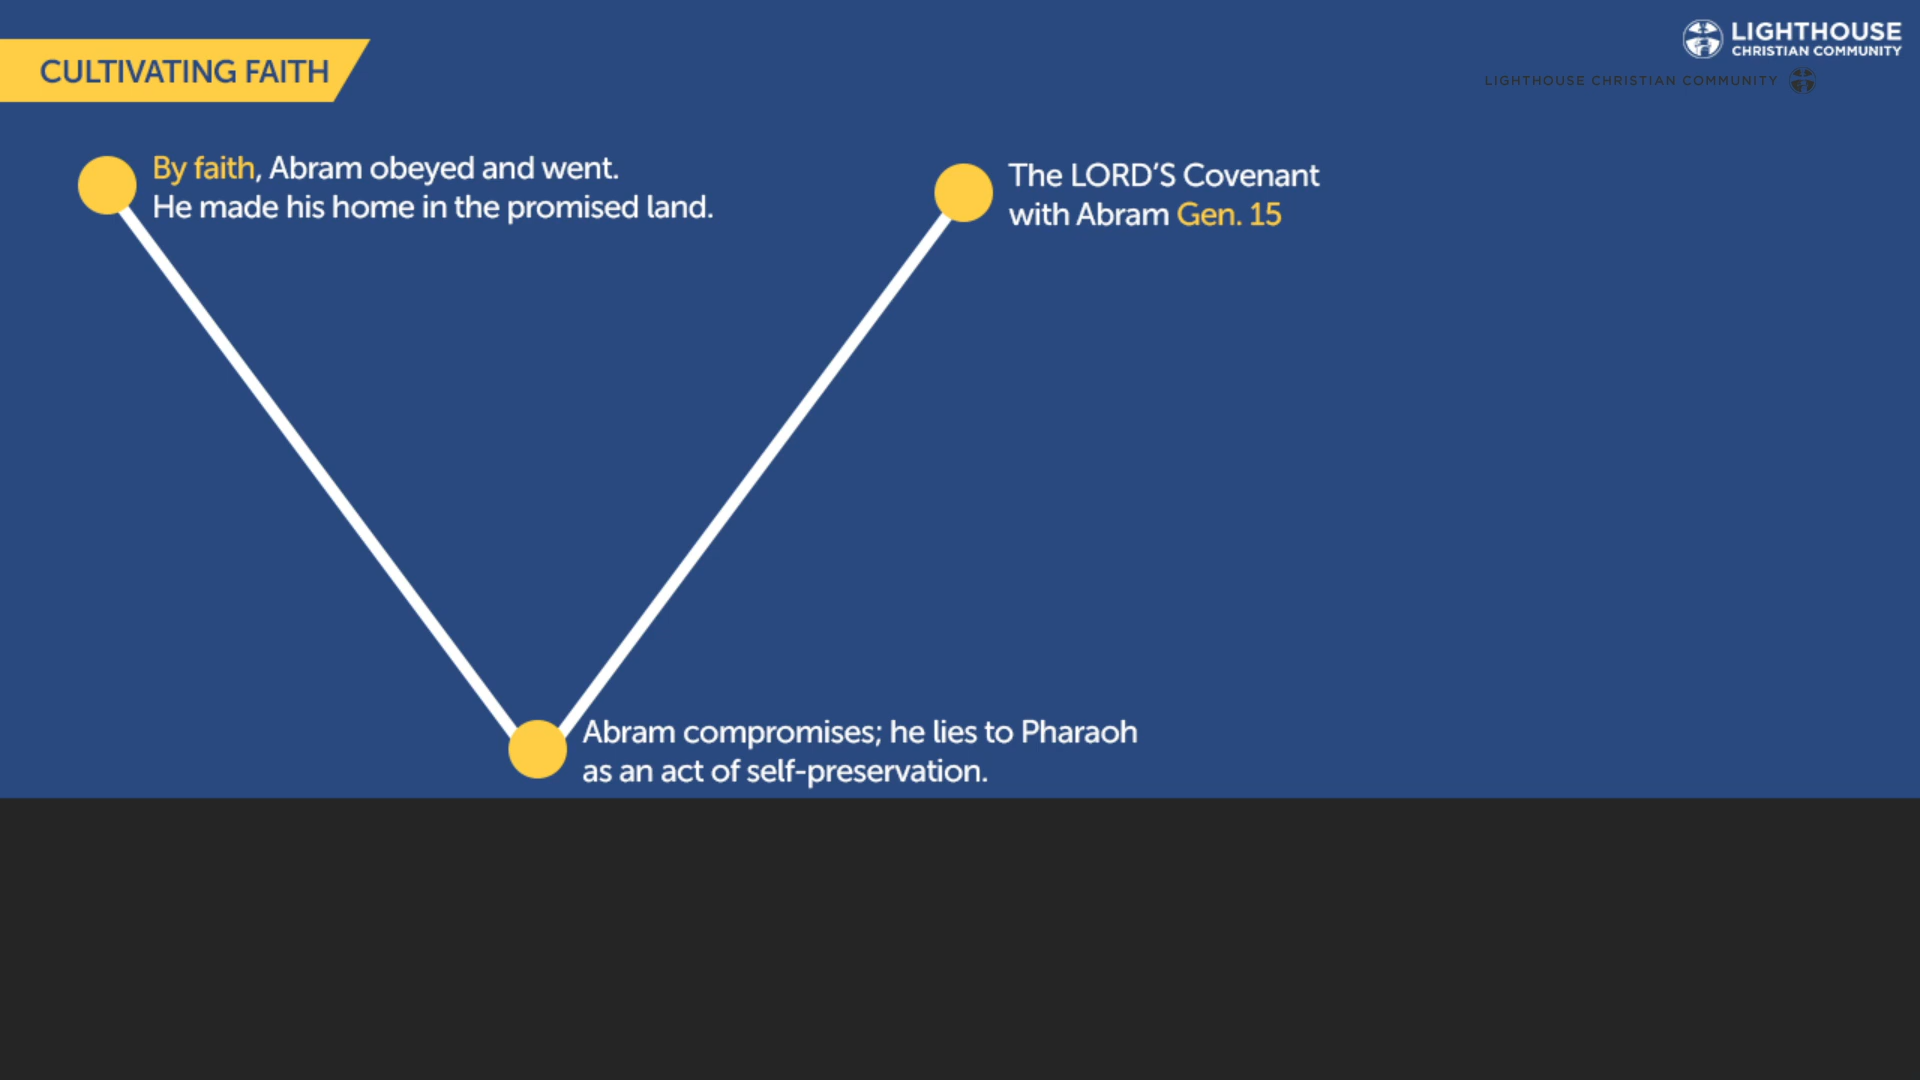 CULTIVATING FAITH
LIGHTHOUSE
CHRISTIAN COMMUNITY
LIGHTHOUSE CHRISTIAN COMMUNITY
By faith, Abram obeyed and went.
He made his home in the promised land.
The LORD'S Covenant
with Abram Gen. 15
Abram compromises; he lies to Pharaoh
as an act of self-preservation.